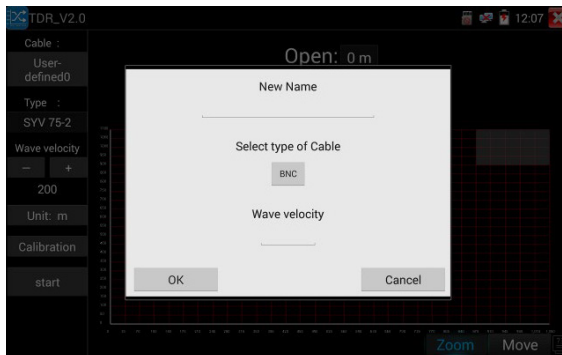 TDR_V2.0
12:07
Cable :
User-
defined0
Type :
SYV 75-2
Wave velocity
- +
200
Unit: m
Calibration
start
Open: 0 m
New Name
Select type of Cable
BNC
Wave velocity
OK
Cancel
Zoom
Move